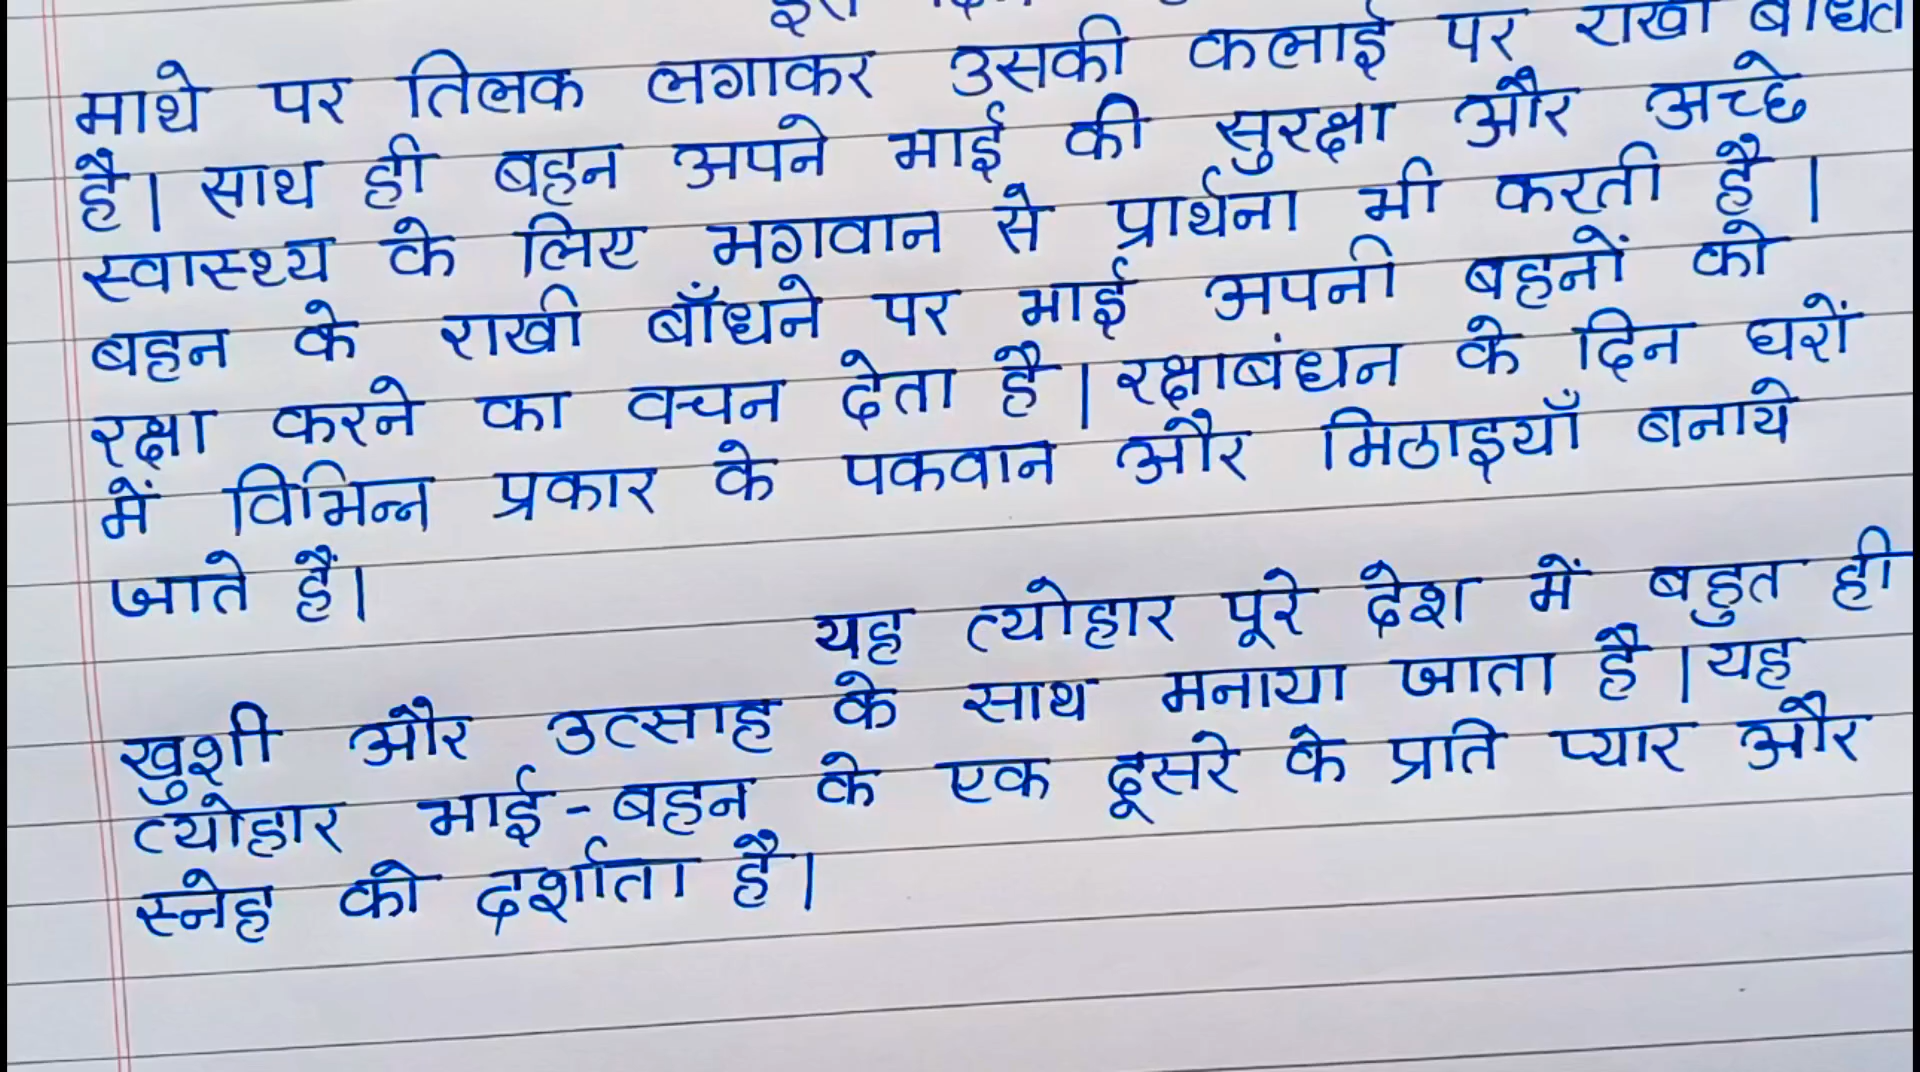 माथे पर तिलक लगाकर उसकी कलाई पर राखी
है। साथ ही बहन अपने भाई की सुरक्षा और अच्छे
स्वास्थ्य के लिए भगवान से प्रार्थना भी करती है।
बहन के राखी बाँधने पर भाई अपनी बहनों को
रक्षा करने का वचन देता है। रक्षाबंधन के दिन घरों
में विभिन्न प्रकार के पकवान और मिठाइयाँ बनाये
जाते हैं।
यह त्योहार पूरे देश में बहुत ही
खुशी और उत्साह के साथ मनाया जाता है। यह
त्योहार भाई-बहन के एक दूसरे के प्रति प्यार और
स्नेह को दर्शाता है।